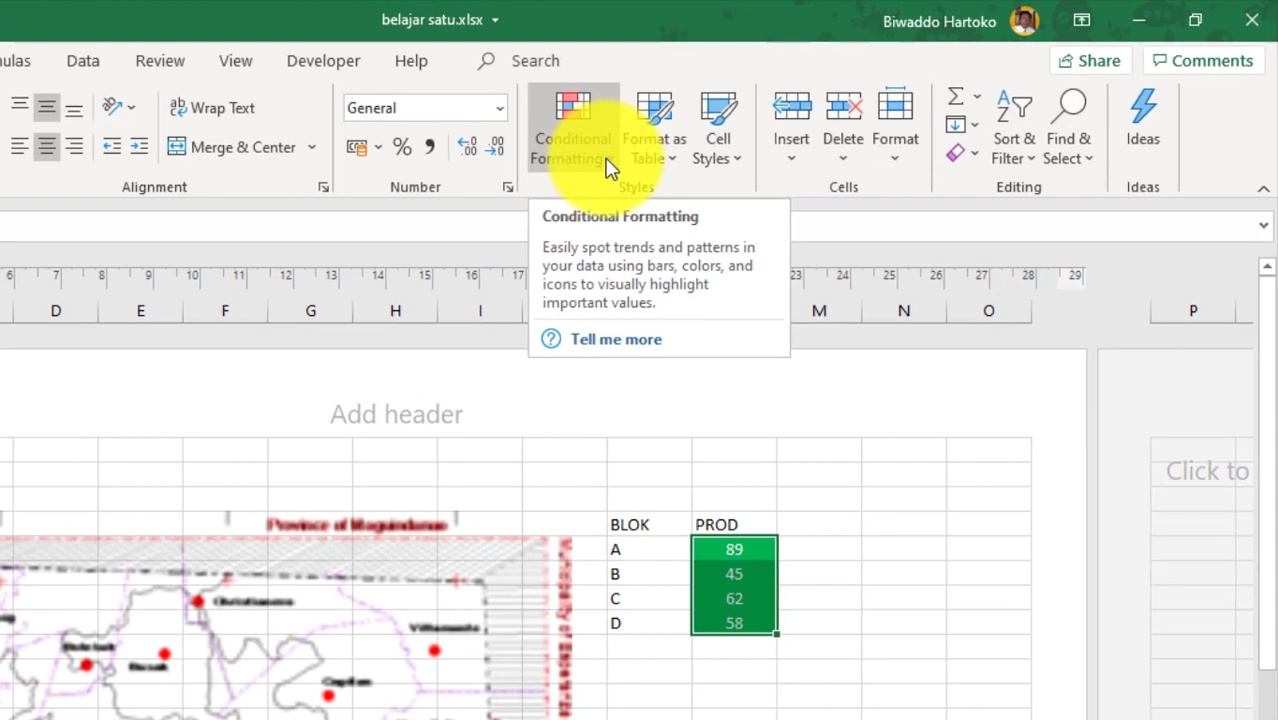 belajar satu.xlsx
Biwaddo Hartoko
ulas Data Review View Developer Help Search Share Comments
Wrap Text General
Merge & Center % ,
Conditional Formatting
Format as Table
Cell Styles
Insert Delete Format
Sort & Filter
Find & Select
Ideas
Alignment Number Styles Cells Editing Ideas
Conditional Formatting
Easily spot trends and patterns in
your data using bars, colors, and
icons to visually highlight
important values.
Tell me more
6 7 8 9 10 11 12 13 14 15 16 17 23 24 25 26 27 28 29
D E F G H I M N O P
Add header
Click to
Province of Maguindanao
BLOK PROD
A 89
B 45
C 62
D 58